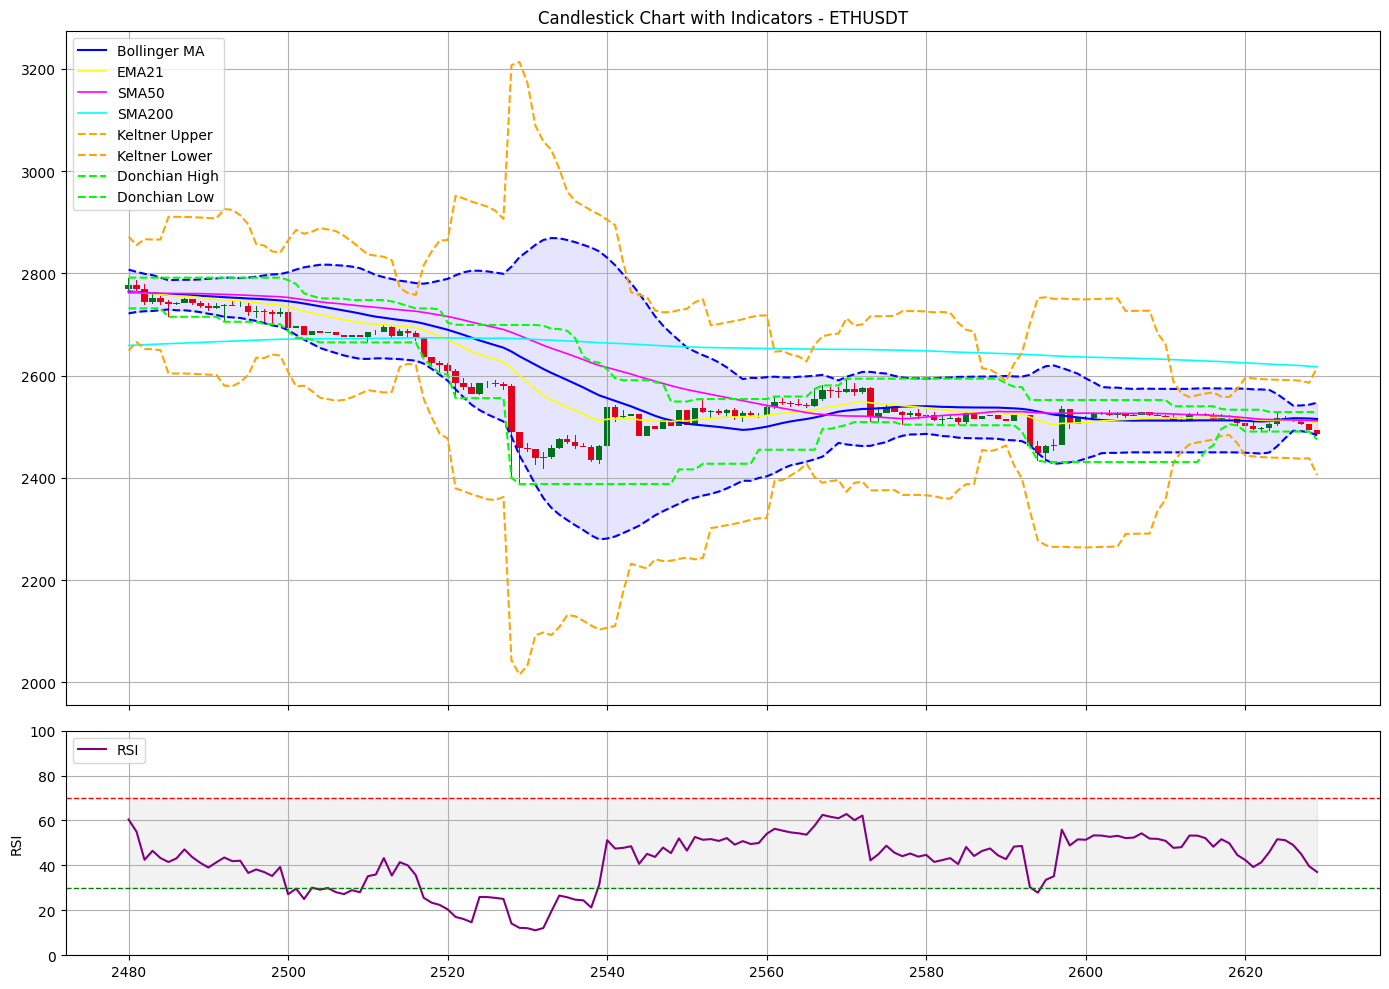 Candlestick Chart with Indicators - ETHUSDT
Bollinger MA
EMA21
SMA50
SMA200
Keltner Upper
Keltner Lower
Donchian High
Donchian Low
3200
3000
2800
2600
2400
2200
2000
RSI
RSI
100
80
60
40
20
0
2480
2500
2520
2540
2560
2580
2600
2620